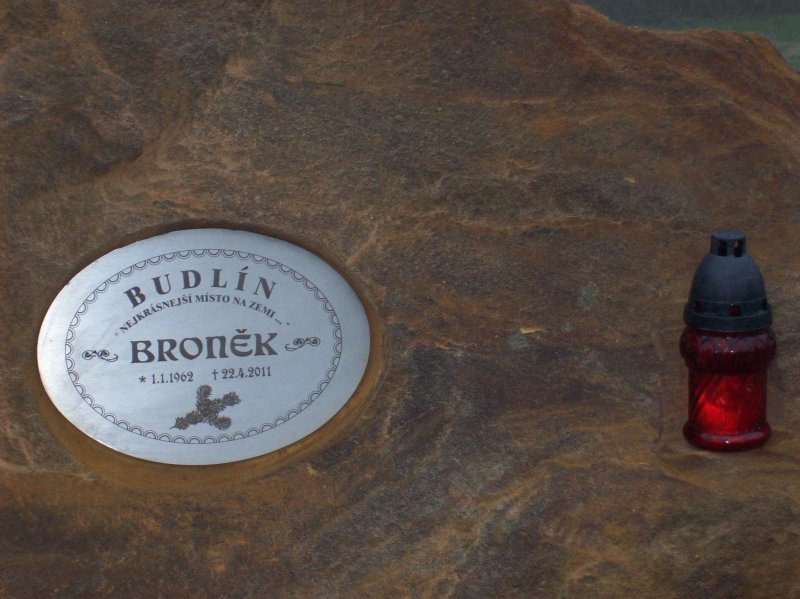 BUDLÍN
"NEJKRÁSNEJŠÍ MÍSTO NA ZEMI..."
BRONĚK
* 1.1.1962 † 22.4.2011